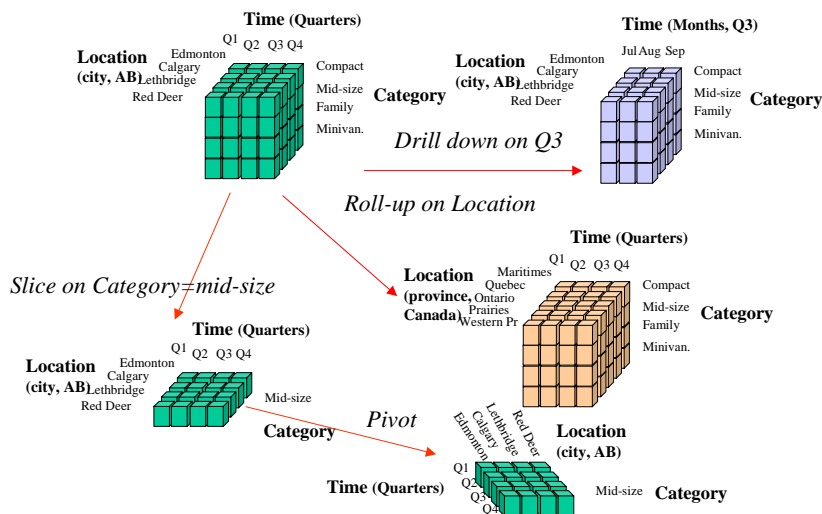 Time (Quarters)
Q1 Q2 Q3 Q4
Location
(city, AB)
Edmonton
Calgary
Lethbridge
Red Deer
Compact
Mid-size
Family
Minivan.
Category
Time (Months, Q3)
Jul Aug Sep
Location
(city, AB)
Edmonton
Calgary
Lethbridge
Red Deer
Compact
Mid-size
Family
Minivan.
Category
Drill down on Q3
Roll-up on Location
Slice on Category=mid-size
Time (Quarters)
Q1 Q2 Q3 Q4
Location
(province,
Canada)
Maritimes
Quebec
Ontario
Prairies
Western Pr
Compact
Mid-size
Family
Minivan.
Category
Time (Quarters)
Q1 Q2 Q3 Q4
Location
(city, AB)
Edmonton
Calgary
Lethbridge
Red Deer
Mid-size
Category
Pivot
Location
(city, AB)
Edmonton
Calgary
Lethbridge
Red Deer
Time (Quarters)
Q1
Q2
Q3
Q4
Mid-size
Category